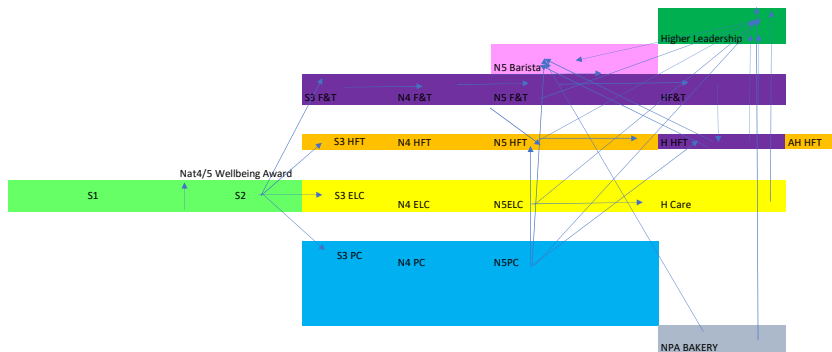 Higher Leadership
N5 Barista
S3 F&T N4 F&T N5 F&T HF&T
S3 HFT N4 HFT N5 HFT H HFT AH HFT
Nat4/5 Wellbeing Award
S1 S2 S3 ELC N4 ELC N5ELC H Care
S3 PC N4 PC N5PC
NPA BAKERY